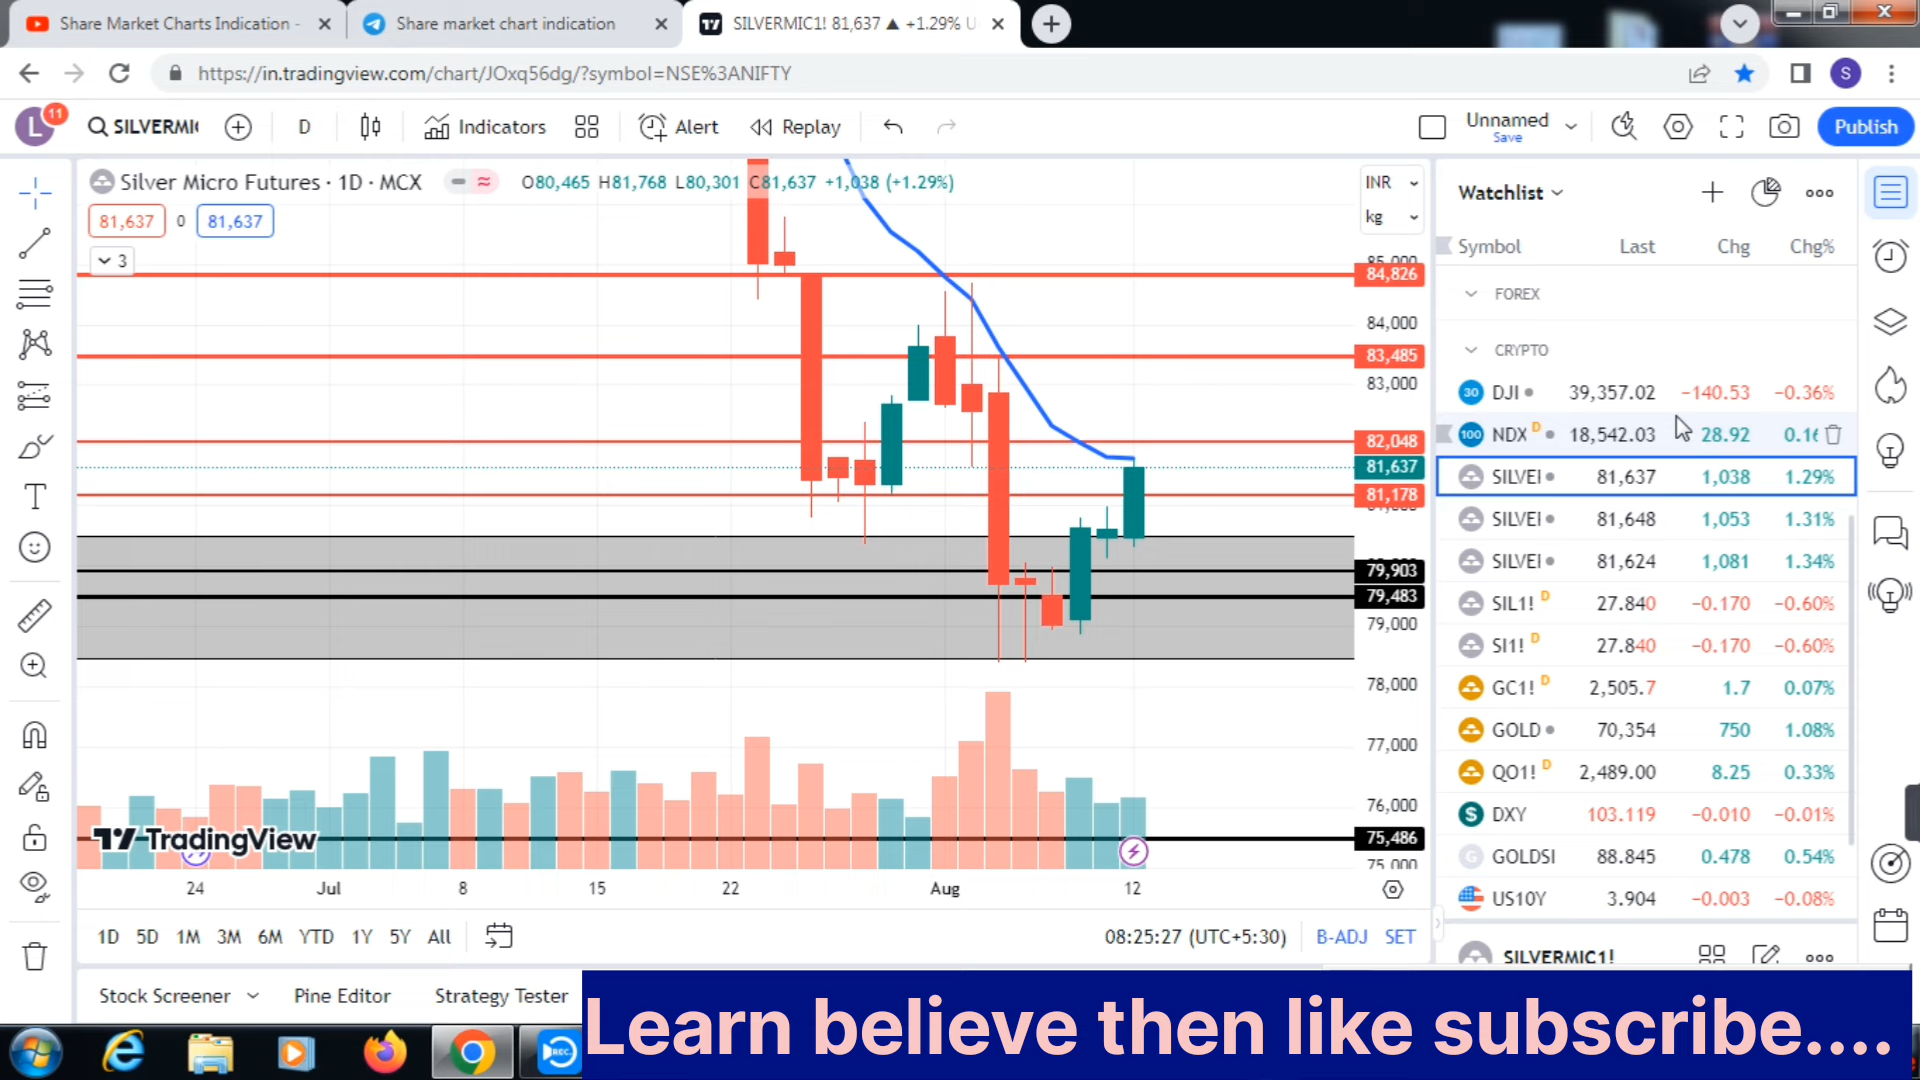 Share Market Charts Indication -
Share market chart indication
SILVERMIC1! 81,637 ▲ +1.29% U
https://in.tradingview.com/chart/JOxq56dg/?symbol=NSE%3ANIFTY
S
L
11
SILVERMI
D
Indicators
Alert
Replay
Unnamed
Save
Publish
Silver Micro Futures · 1D · MCX
O80,465 H81,768 L80,301 C81,637 +1,038 (+1.29%)
81,637
0
81,637
3
INR
kg
84,826
84,000
83,485
83,000
82,048
81,637
81,178
79,903
79,483
79,000
78,000
77,000
76,000
75,486
75,000
TradingView
24
Jul
8
15
22
Aug
12
1D 5D 1M 3M 6M YTD 1Y 5Y All
08:25:27 (UTC+5:30)
B-ADJ
SET
Stock Screener
Pine Editor
Strategy Tester
Watchlist
Symbol Last Chg Chg%
FOREX
CRYPTO
30 DJI 39,357.02 −140.53 −0.36%
100 NDX D 18,542.03 28.92 0.16
SILVEI 81,637 1,038 1.29%
SILVEI 81,648 1,053 1.31%
SILVEI 81,624 1,081 1.34%
SIL1! D 27.840 −0.170 −0.60%
SI1! D 27.840 −0.170 −0.60%
GC1! D 2,505.7 1.7 0.07%
GOLD 70,354 750 1.08%
QO1! D 2,489.00 8.25 0.33%
$ DXY 103.119 −0.010 −0.01%
G GOLDSI 88.845 0.478 0.54%
US10Y 3.904 −0.003 −0.08%
SILVERMIC1!
REC
Learn believe then like subscribe....